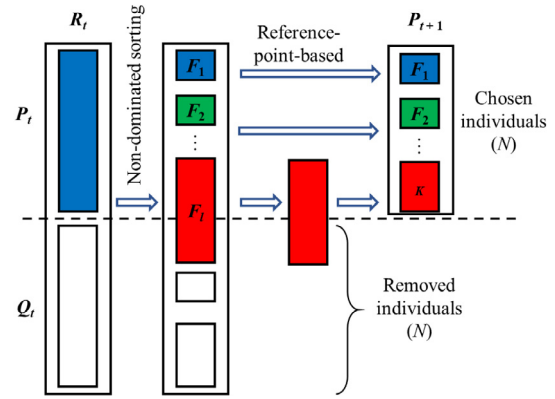 R_t
Non-dominated sorting
Reference-
point-based
P_{t+1}
P_t
F_1
F_2
⋮
F_l
F_1
F_2
⋮
K
Chosen
individuals
(N)
Q_t
Removed
individuals
(N)